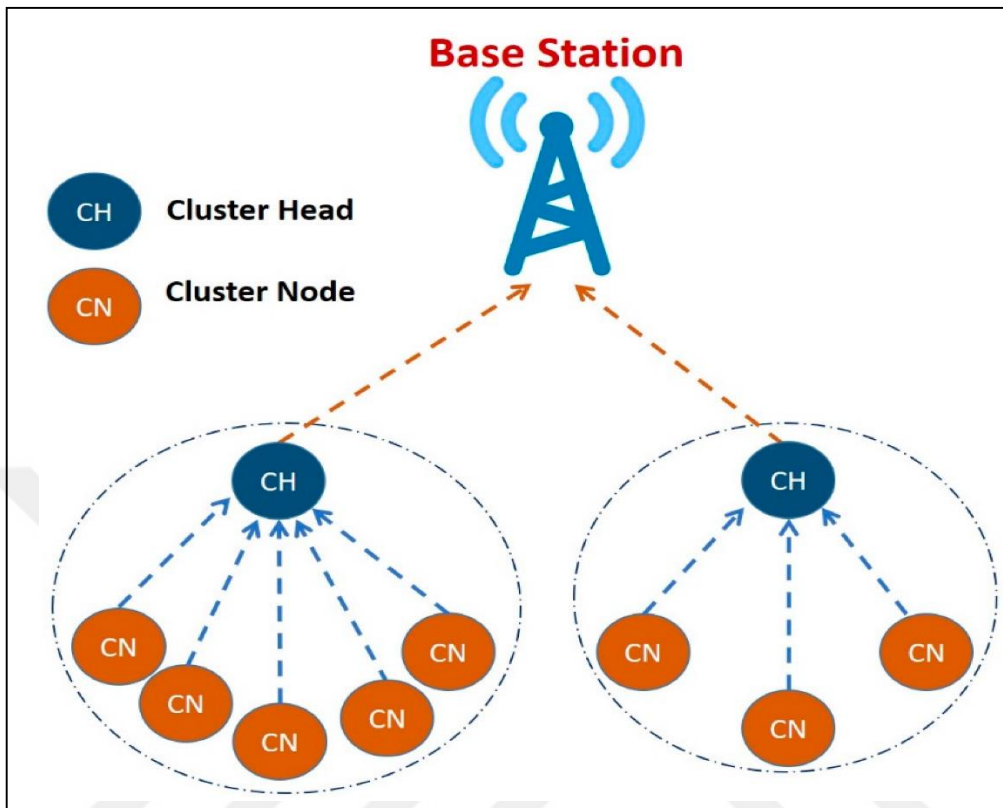 Base Station
CH Cluster Head
CN Cluster Node
CH CH
CN CN CN CN CN CN CN CN